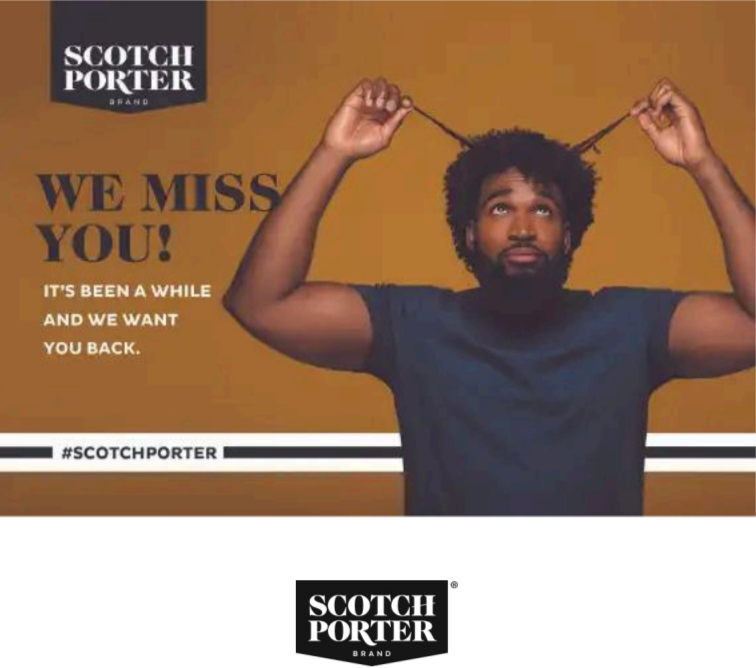 SCOTCH
PORTER
BRAND
WE MISS
YOU!
IT'S BEEN A WHILE
AND WE WANT
YOU BACK.
#SCOTCHPORTER
SCOTCH ®
PORTER
BRAND